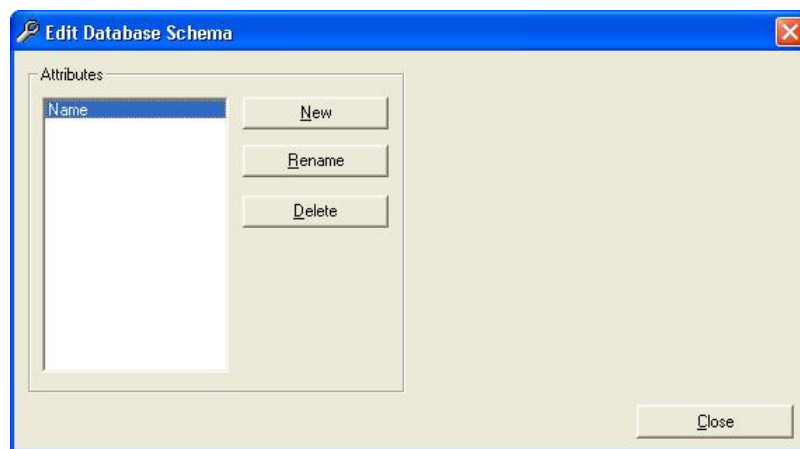 Edit Database Schema
Attributes
Name
New
Rename
Delete
Close